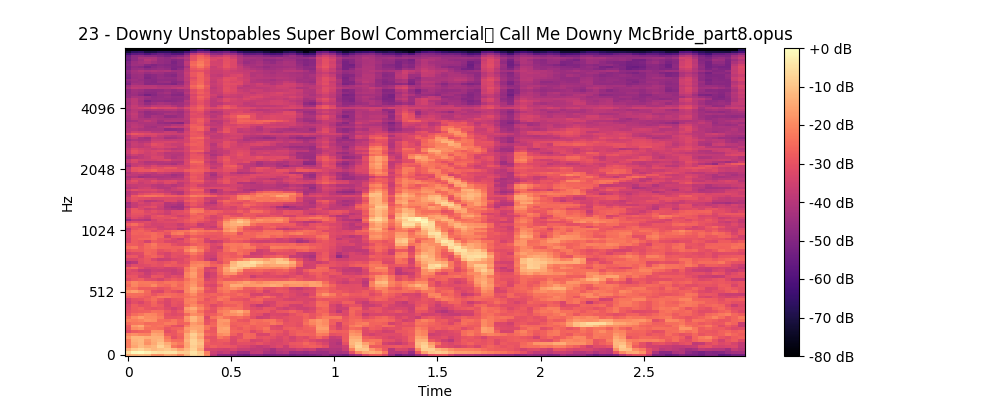 23 - Downy Unstopables Super Bowl Commercial▯ Call Me Downy McBride_part8.opus
+0 dB
-10 dB
-20 dB
-30 dB
-40 dB
-50 dB
-60 dB
-70 dB
-80 dB
4096
2048
1024
512
0
Hz
0
0.5
1
1.5
2
2.5
Time